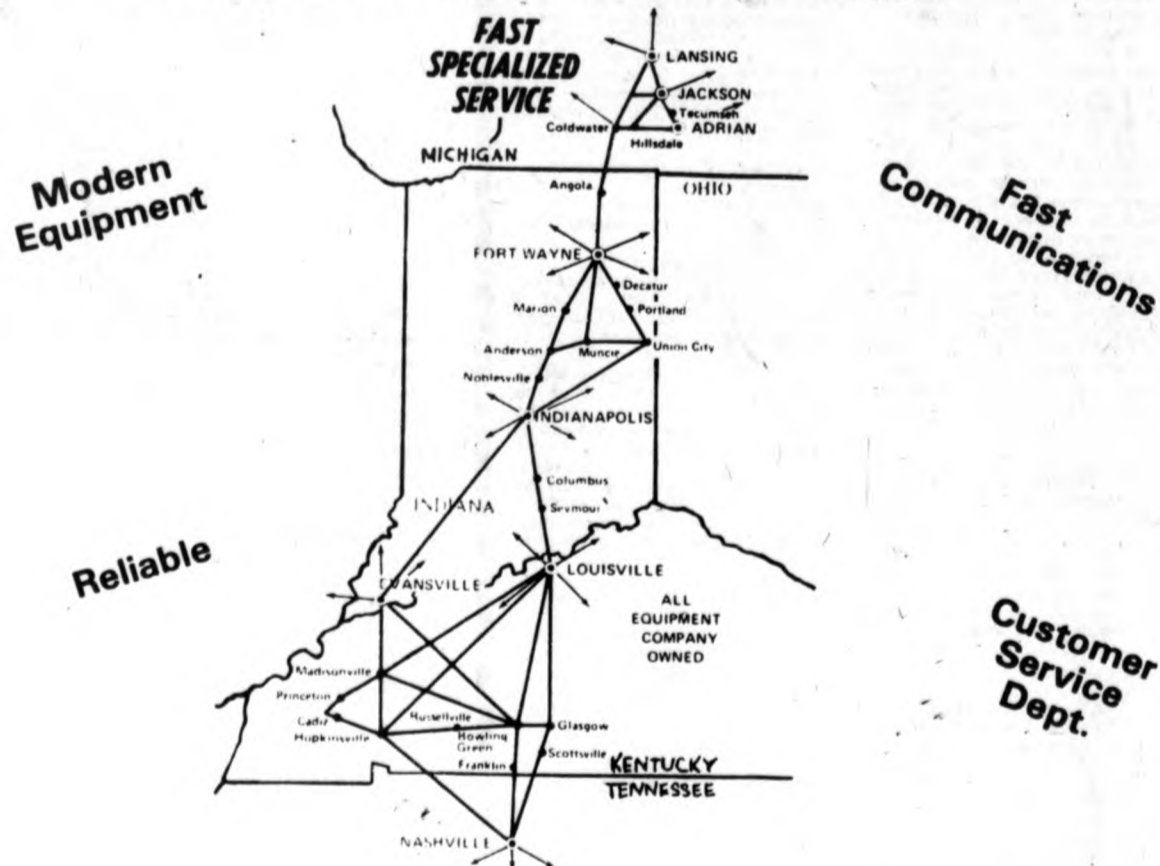 FAST
SPECIALIZED
SERVICE
LANSING
JACKSON
Tecumseh
Coldwater
ADRIAN
Hillsdale
MICHIGAN
Modern
Equipment
Angola
OHIO
Fast
Communications
FORT WAYNE
Decatur
Marion
Portland
Anderson
Muncie
Union City
Noblesville
INDIANAPOLIS
Columbus
INDIANA
Seymour
Reliable
EVANSVILLE
LOUISVILLE
ALL
EQUIPMENT
COMPANY
OWNED
Customer
Service
Dept.
Madisonville
Princeton
Cadiz
Russellville
Glasgow
Hopkinsville
Bowling
Green
Scottsville
Franklin
KENTUCKY
TENNESSEE
NASHVILLE